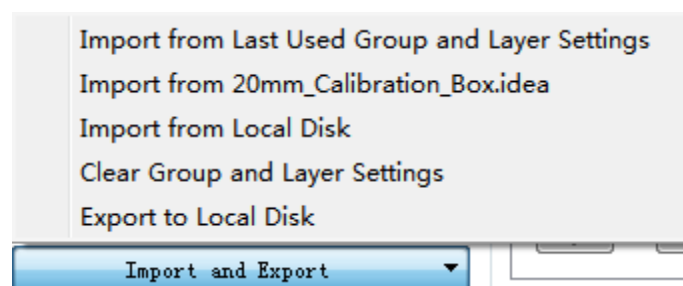 Import from Last Used Group and Layer Settings
Import from 20mm_Calibration_Box.idea
Import from Local Disk
Clear Group and Layer Settings
Export to Local Disk
Import and Export